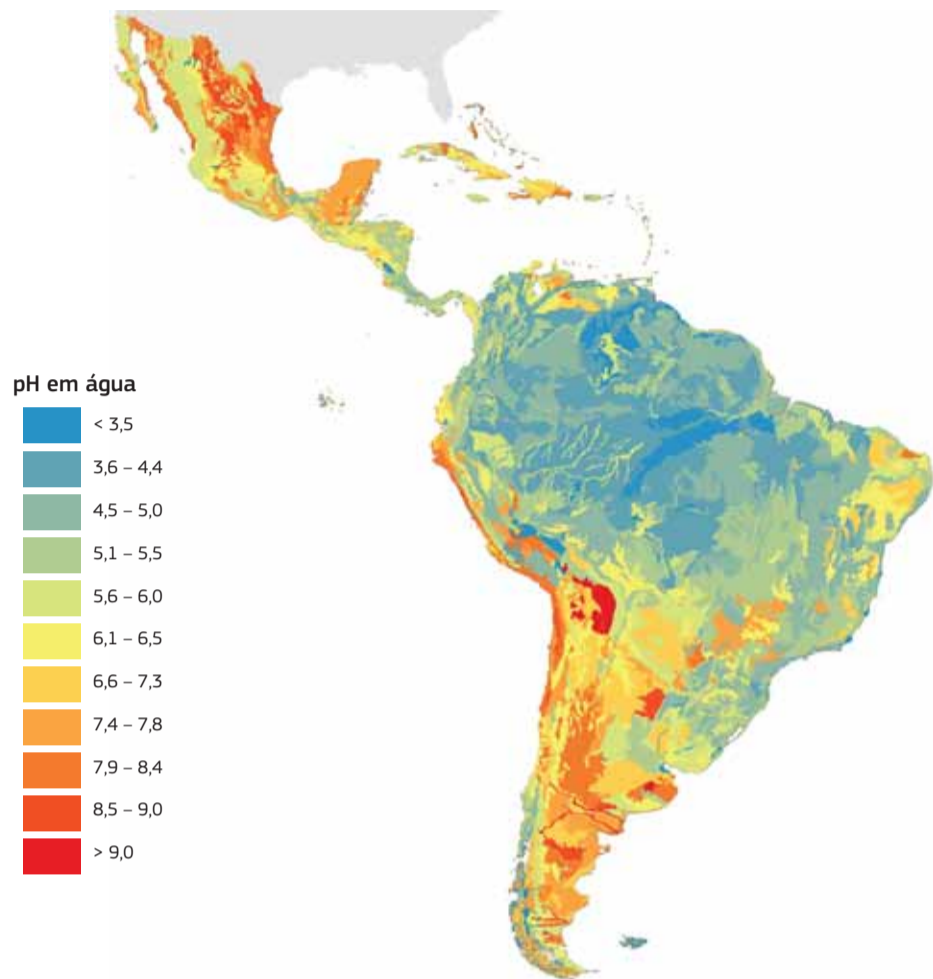 pH em água
< 3,5
3,6 – 4,4
4,5 – 5,0
5,1 – 5,5
5,6 – 6,0
6,1 – 6,5
6,6 – 7,3
7,4 – 7,8
7,9 – 8,4
8,5 – 9,0
> 9,0